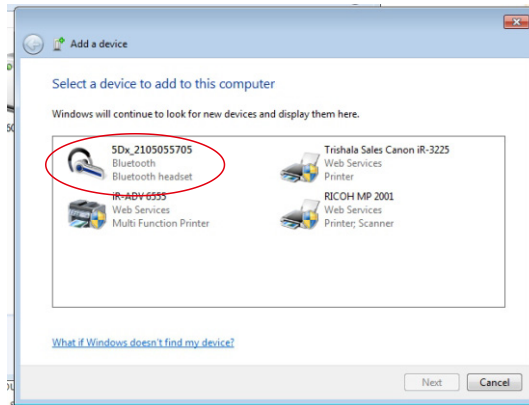 Add a device
Select a device to add to this computer
Windows will continue to look for new devices and display them here.
5Dx_2105055705
Bluetooth
Bluetooth headset
Trishala Sales Canon iR-3225
Web Services
Printer
iR-ADV 6555
Web Services
Multi Function Printer
RICOH MP 2001
Web Services
Printer; Scanner
What if Windows doesn't find my device?
Next
Cancel